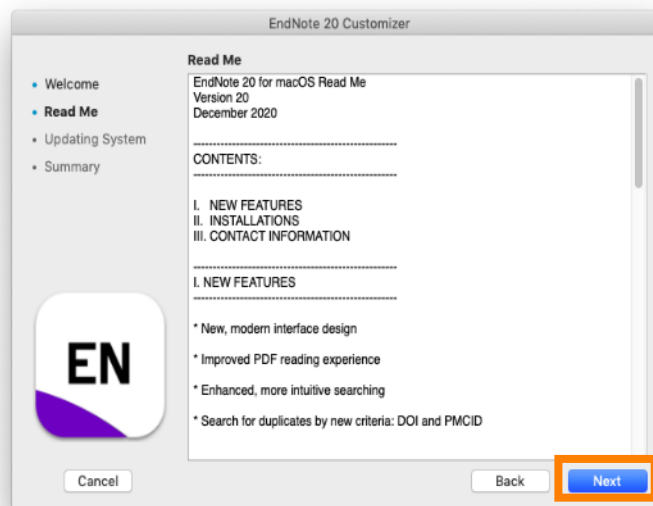 EndNote 20 Customizer
Welcome
Read Me
Updating System
Summary
Read Me
EndNote 20 for macOS Read Me
Version 20
December 2020
--------------------------------------------------
CONTENTS:
--------------------------------------------------
I. NEW FEATURES
II. INSTALLATIONS
III. CONTACT INFORMATION
--------------------------------------------------
I. NEW FEATURES
--------------------------------------------------
* New, modern interface design
* Improved PDF reading experience
* Enhanced, more intuitive searching
* Search for duplicates by new criteria: DOI and PMCID
EN
Cancel
Back
Next